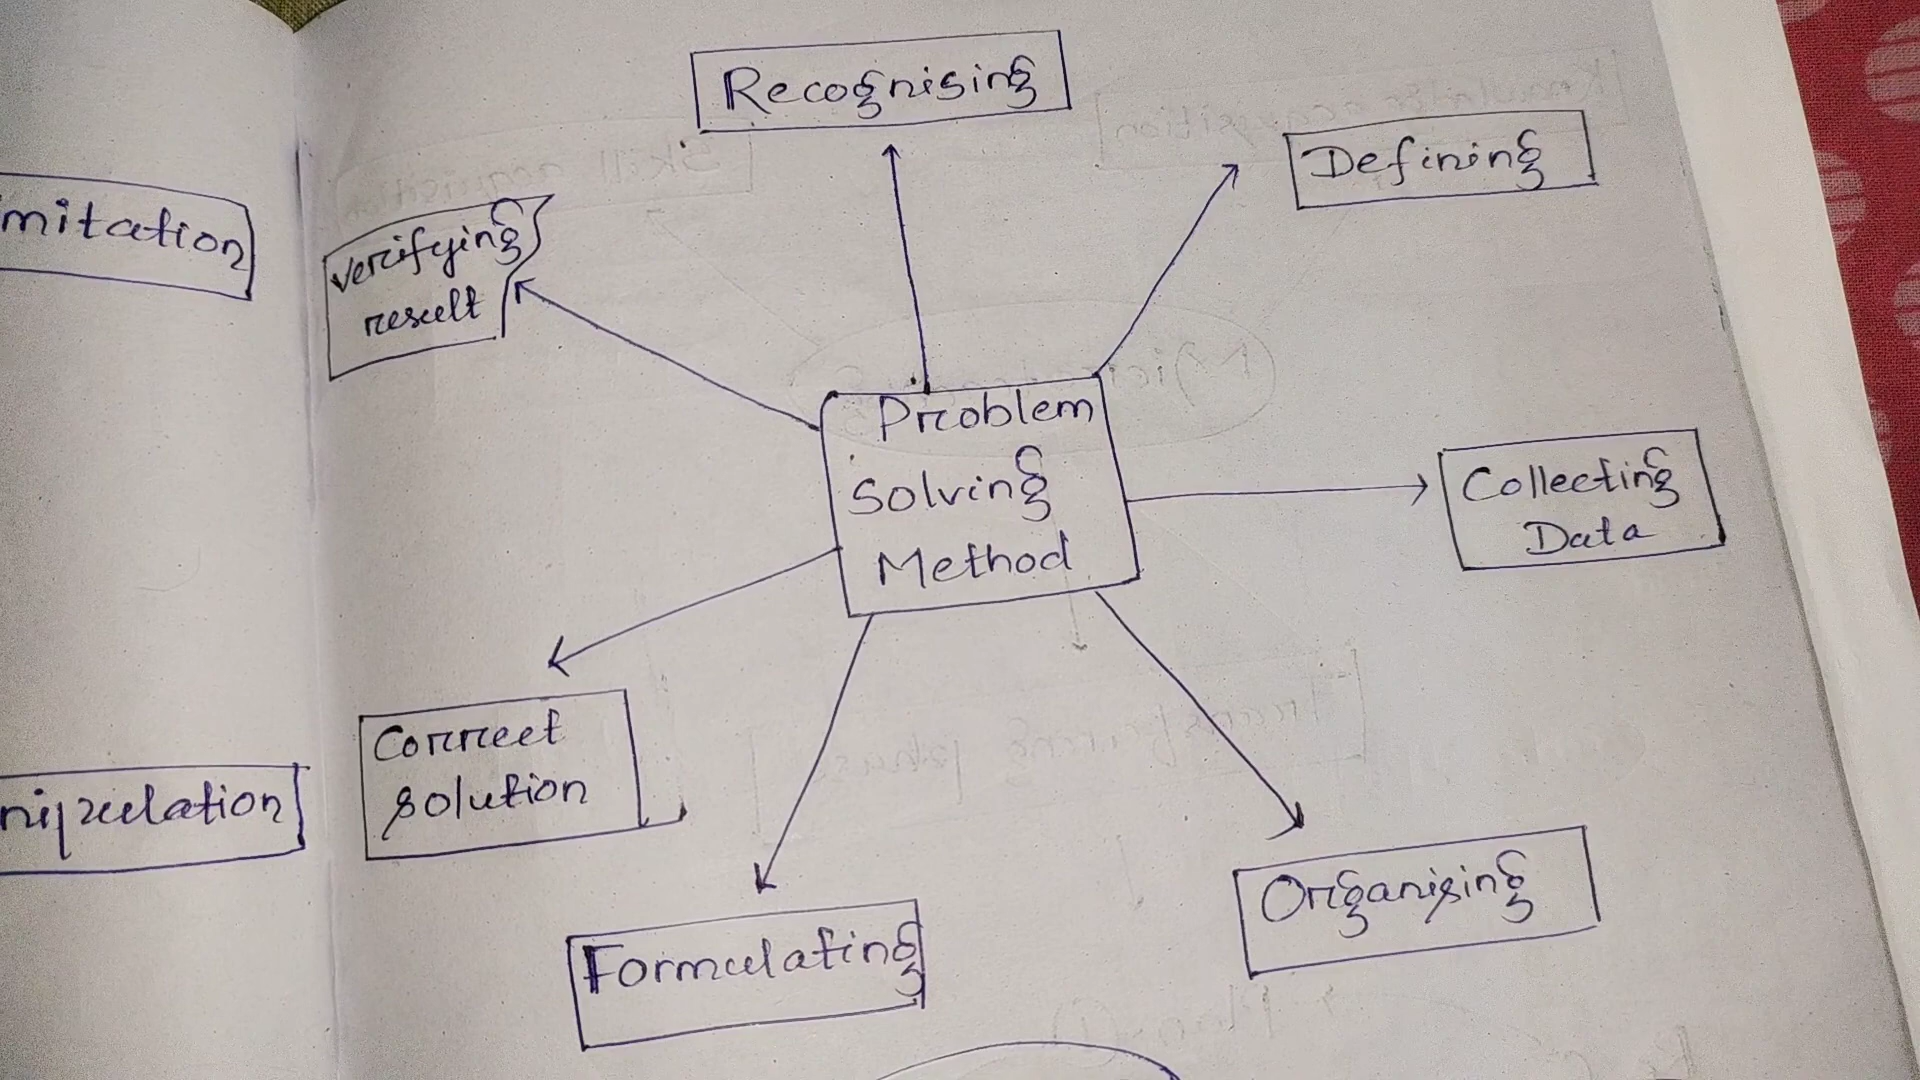 Recognising
Defining
mitation
verifying
result
Problem
Solving
Method
Collecting
Data
Correct
solution
nipulation
Organising
Formulating